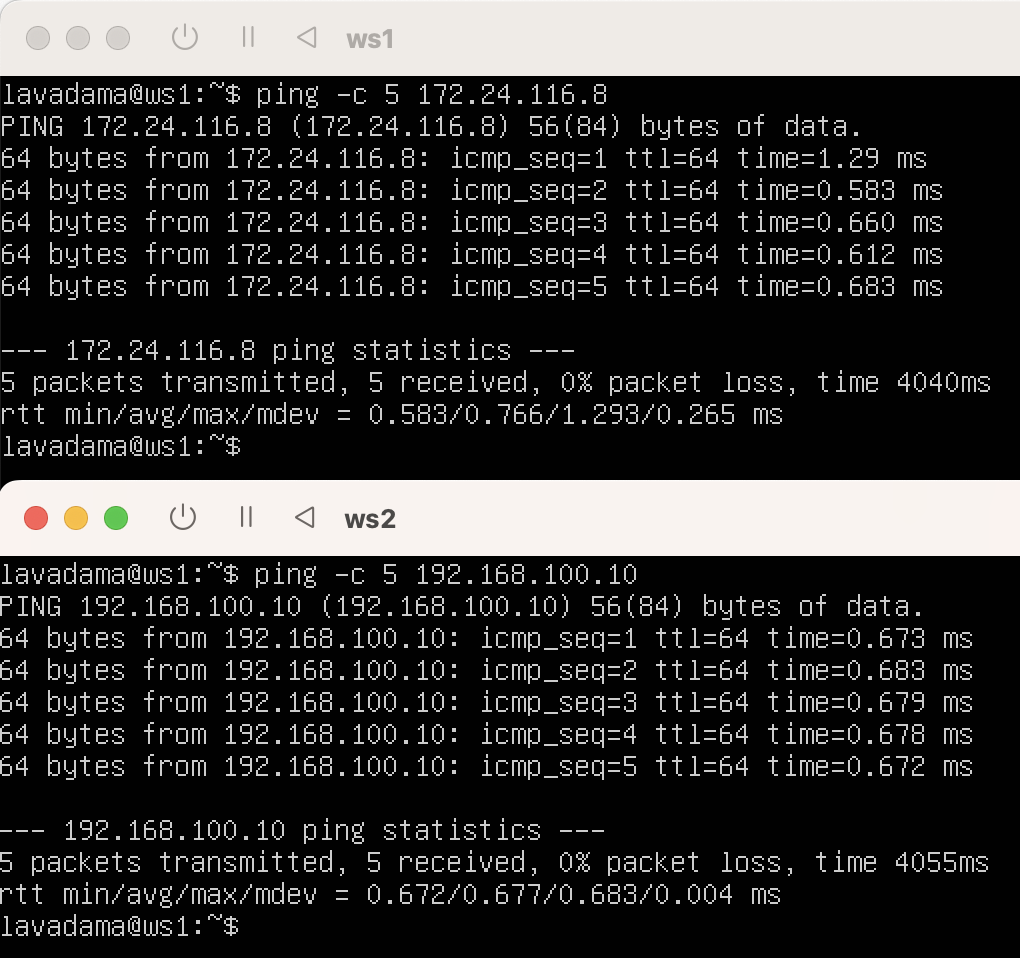 ws1
lavadama@ws1:~$ ping -c 5 172.24.116.8
PING 172.24.116.8 (172.24.116.8) 56(84) bytes of data.
64 bytes from 172.24.116.8: icmp_seq=1 ttl=64 time=1.29 ms
64 bytes from 172.24.116.8: icmp_seq=2 ttl=64 time=0.583 ms
64 bytes from 172.24.116.8: icmp_seq=3 ttl=64 time=0.660 ms
64 bytes from 172.24.116.8: icmp_seq=4 ttl=64 time=0.612 ms
64 bytes from 172.24.116.8: icmp_seq=5 ttl=64 time=0.683 ms
--- 172.24.116.8 ping statistics ---
5 packets transmitted, 5 received, 0% packet loss, time 4040ms
rtt min/avg/max/mdev = 0.583/0.766/1.293/0.265 ms
lavadama@ws1:~$
ws2
lavadama@ws1:~$ ping -c 5 192.168.100.10
PING 192.168.100.10 (192.168.100.10) 56(84) bytes of data.
64 bytes from 192.168.100.10: icmp_seq=1 ttl=64 time=0.673 ms
64 bytes from 192.168.100.10: icmp_seq=2 ttl=64 time=0.683 ms
64 bytes from 192.168.100.10: icmp_seq=3 ttl=64 time=0.679 ms
64 bytes from 192.168.100.10: icmp_seq=4 ttl=64 time=0.678 ms
64 bytes from 192.168.100.10: icmp_seq=5 ttl=64 time=0.672 ms
--- 192.168.100.10 ping statistics ---
5 packets transmitted, 5 received, 0% packet loss, time 4055ms
rtt min/avg/max/mdev = 0.672/0.677/0.683/0.004 ms
lavadama@ws1:~$